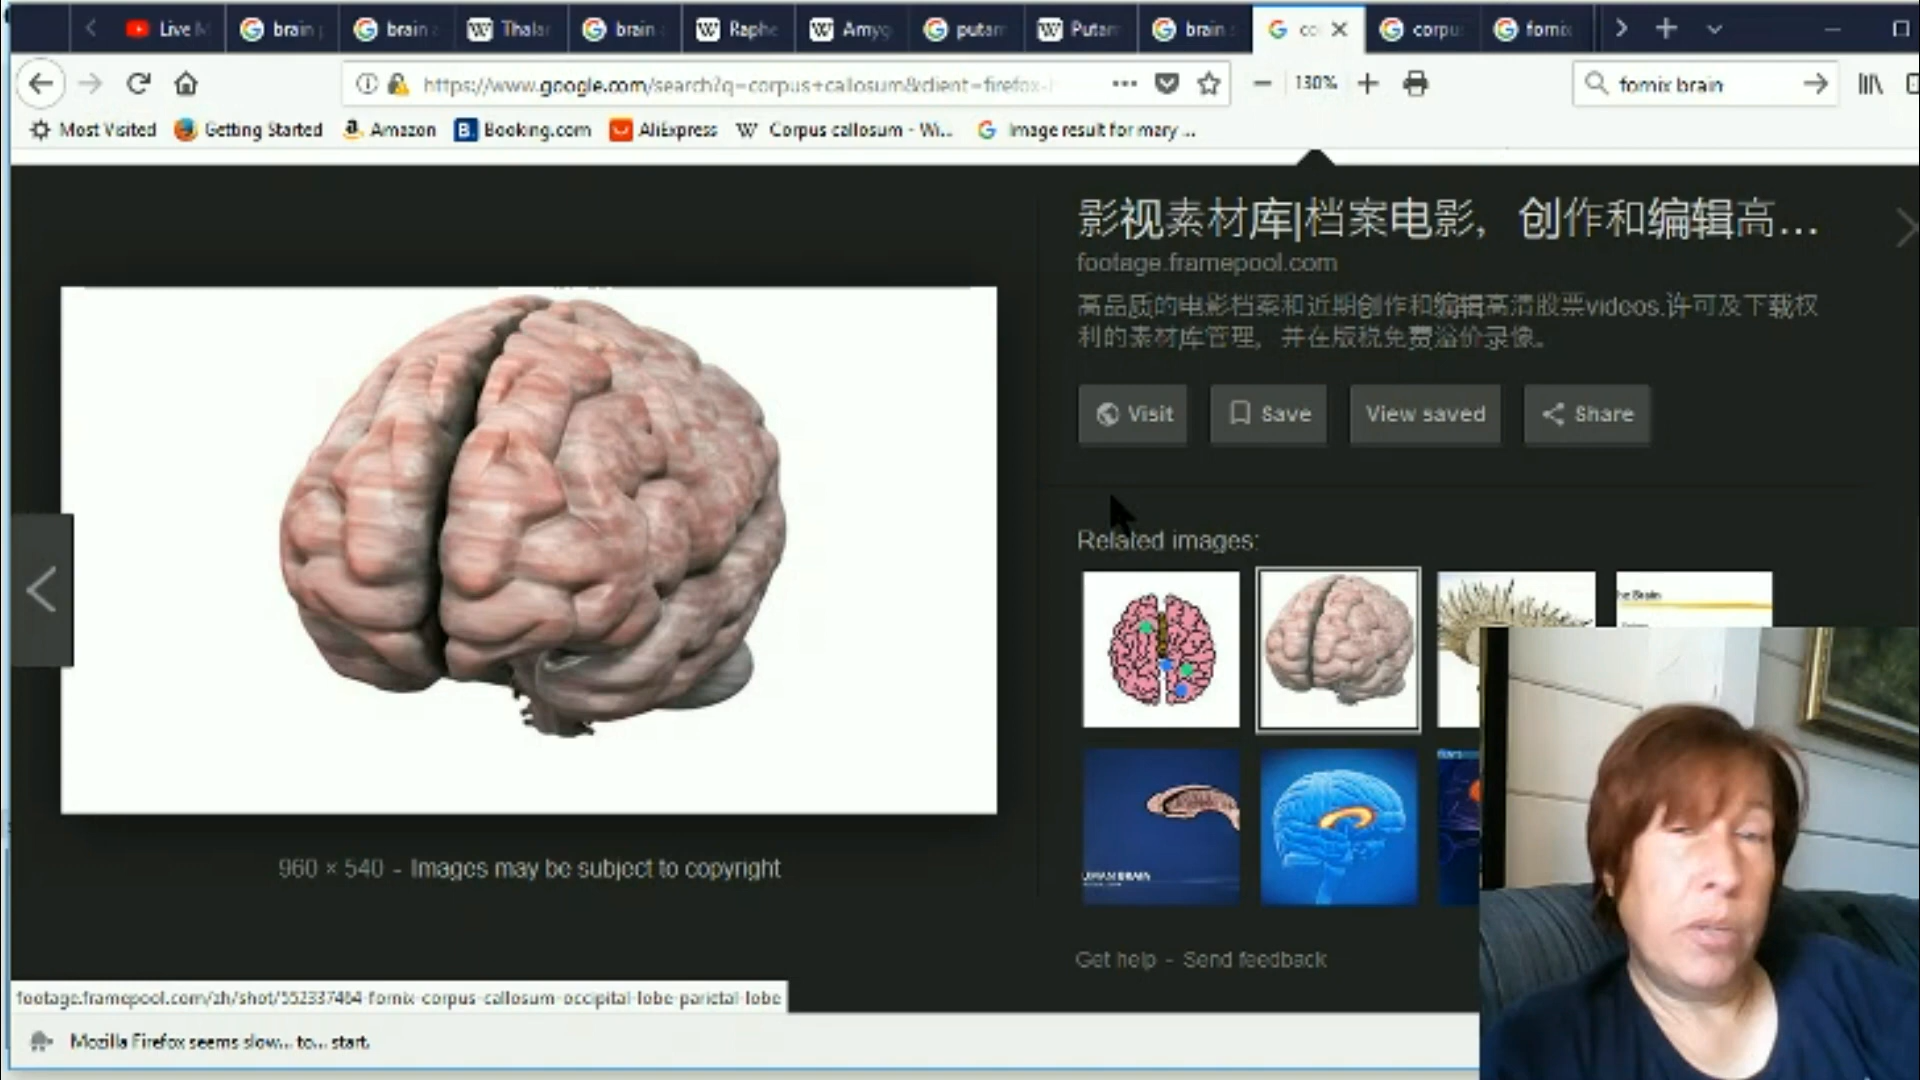 Live
brain
brain
Thala
brain
Raphe
Amyg
putam
Putam
brain
co
corpu
fornix
https://www.google.com/search?q=corpus+callosum&client=firefox-
130%
fornix brain
Most Visited
Getting Started
Amazon
Booking.com
AliExpress
Corpus callosum - Wi...
Image result for mary ...
影视素材库|档案电影，创作和编辑高...
footage.framepool.com
高品质的电影档案和近期创作和编辑高清股票videos.许可及下载权
利的素材库管理，并在版税免费溢价录像。
Visit
Save
View saved
Share
Related images:
he Brain
UMAN BRAIN
960 × 540 - Images may be subject to copyright
Get help - Send feedback
footage.framepool.com/zh/shot/552337464-fornix-corpus-callosum-occipital-lobe-parietal-lobe
Mozilla Firefox seems slow... to... start.